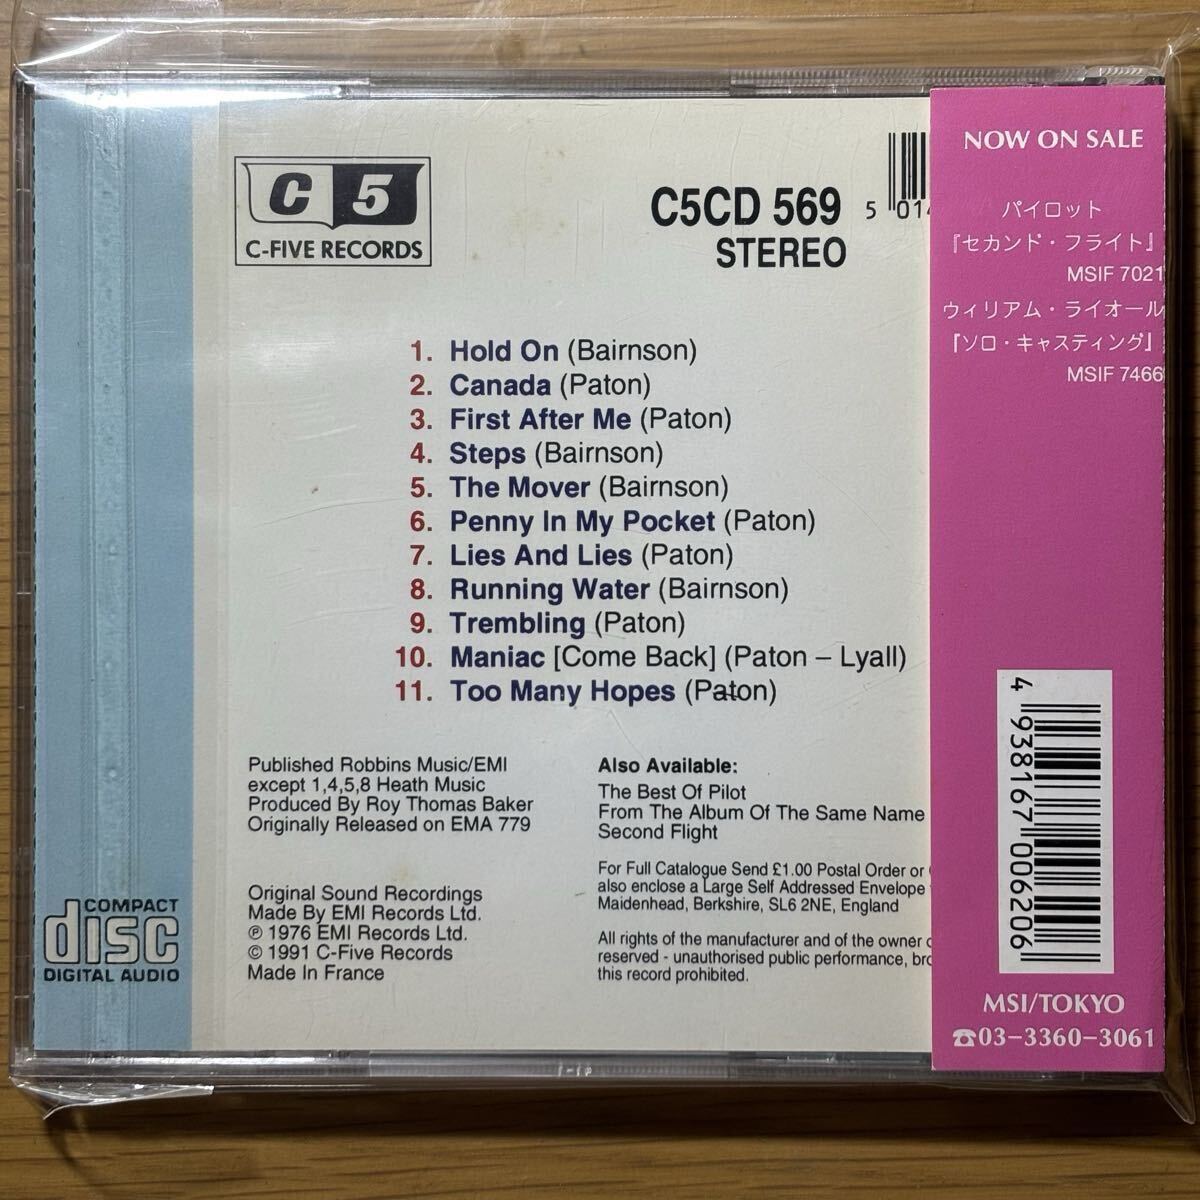 C 5
C-FIVE RECORDS
C5CD 569
STEREO
5 014
1. Hold On (Bairnson)
2. Canada (Paton)
3. First After Me (Paton)
4. Steps (Bairnson)
5. The Mover (Bairnson)
6. Penny In My Pocket (Paton)
7. Lies And Lies (Paton)
8. Running Water (Bairnson)
9. Trembling (Paton)
10. Maniac [Come Back] (Paton – Lyall)
11. Too Many Hopes (Paton)
Published Robbins Music/EMI
except 1,4,5,8 Heath Music
Produced By Roy Thomas Baker
Originally Released on EMA 779
Original Sound Recordings
Made By EMI Records Ltd.
℗ 1976 EMI Records Ltd.
© 1991 C-Five Records
Made In France
Also Available:
The Best Of Pilot
From The Album Of The Same Name
Second Flight
For Full Catalogue Send £1.00 Postal Order or
also enclose a Large Self Addressed Envelope
Maidenhead, Berkshire, SL6 2NE, England
All rights of the manufacturer and of the owner
reserved - unauthorised public performance,
this record prohibited.
COMPACT
disc
DIGITAL AUDIO
NOW ON SALE
パイロット
『セカンド・フライト』
MSIF 7021
ウィリアム・ライオール
『ソロ・キャスティング』
MSIF 7466
4 938167 006206
MSI/TOKYO
☎03-3360-3061